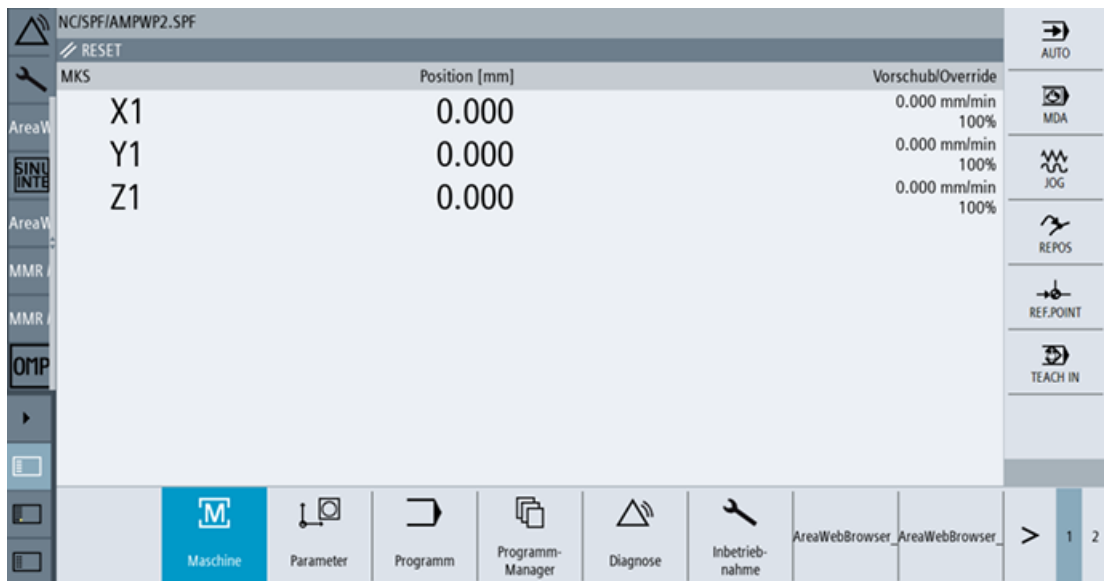 NC/SPF/AMPWP2.SPF
RESET
MKS Position [mm] Vorschub/Override
X1 0.000 0.000 mm/min
100%
Y1 0.000 0.000 mm/min
100%
Z1 0.000 0.000 mm/min
100%
AreaW
SINU
INTE
AreaW
MMR
MMR
OMP
AUTO
MDA
JOG
REPOS
REF.POINT
TEACH IN
M
Maschine
Parameter
Programm
Programm-
Manager
Diagnose
Inbetrieb-
nahme
AreaWebBrowser_
AreaWebBrowser_
>
1 2